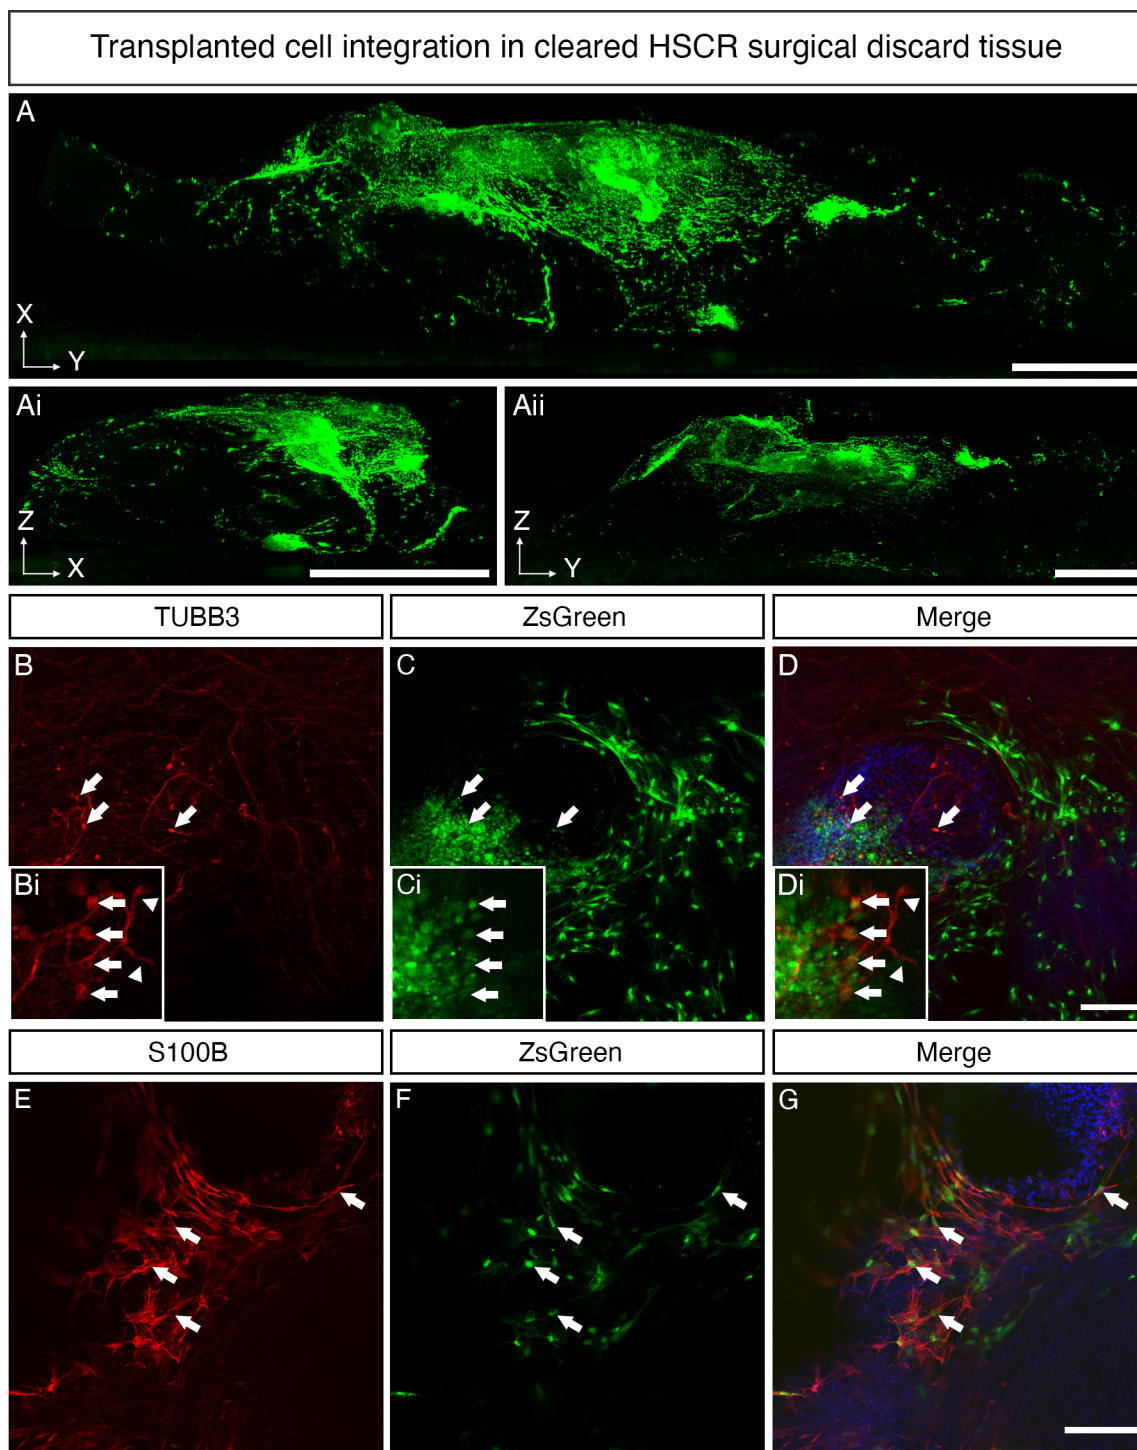 Transplanted cell integration in cleared HSCR surgical discard tissue
A
X
Y
Ai
Z
X
Aii
Z
Y
TUBB3
ZsGreen
Merge
B
C
D
Bi
Ci
Di
S100B
ZsGreen
Merge
E
F
G